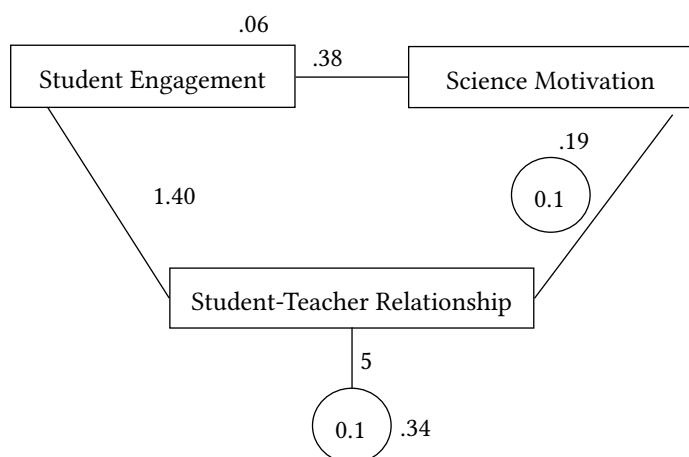 .06
Student Engagement
.38
Science Motivation
.19
1.40
0.1
Student-Teacher Relationship
5
0.1
.34